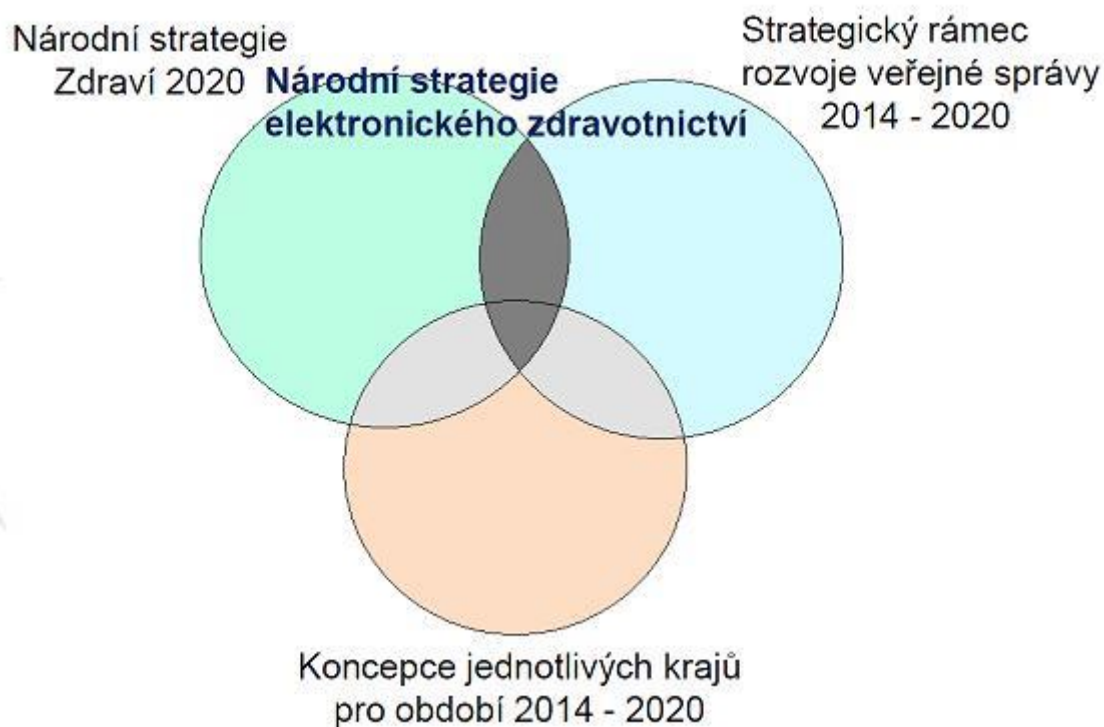 Národní strategie
Zdraví 2020
Národní strategie
elektronického zdravotnictví
Strategický rámec
rozvoje veřejné správy
2014 - 2020
Koncepce jednotlivých krajů
pro období 2014 - 2020